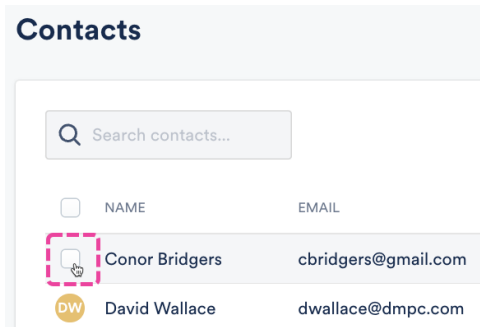 Contacts
Search contacts...
NAME EMAIL
Conor Bridgers cbridgers@gmail.com
DW David Wallace dwallace@dmpc.com